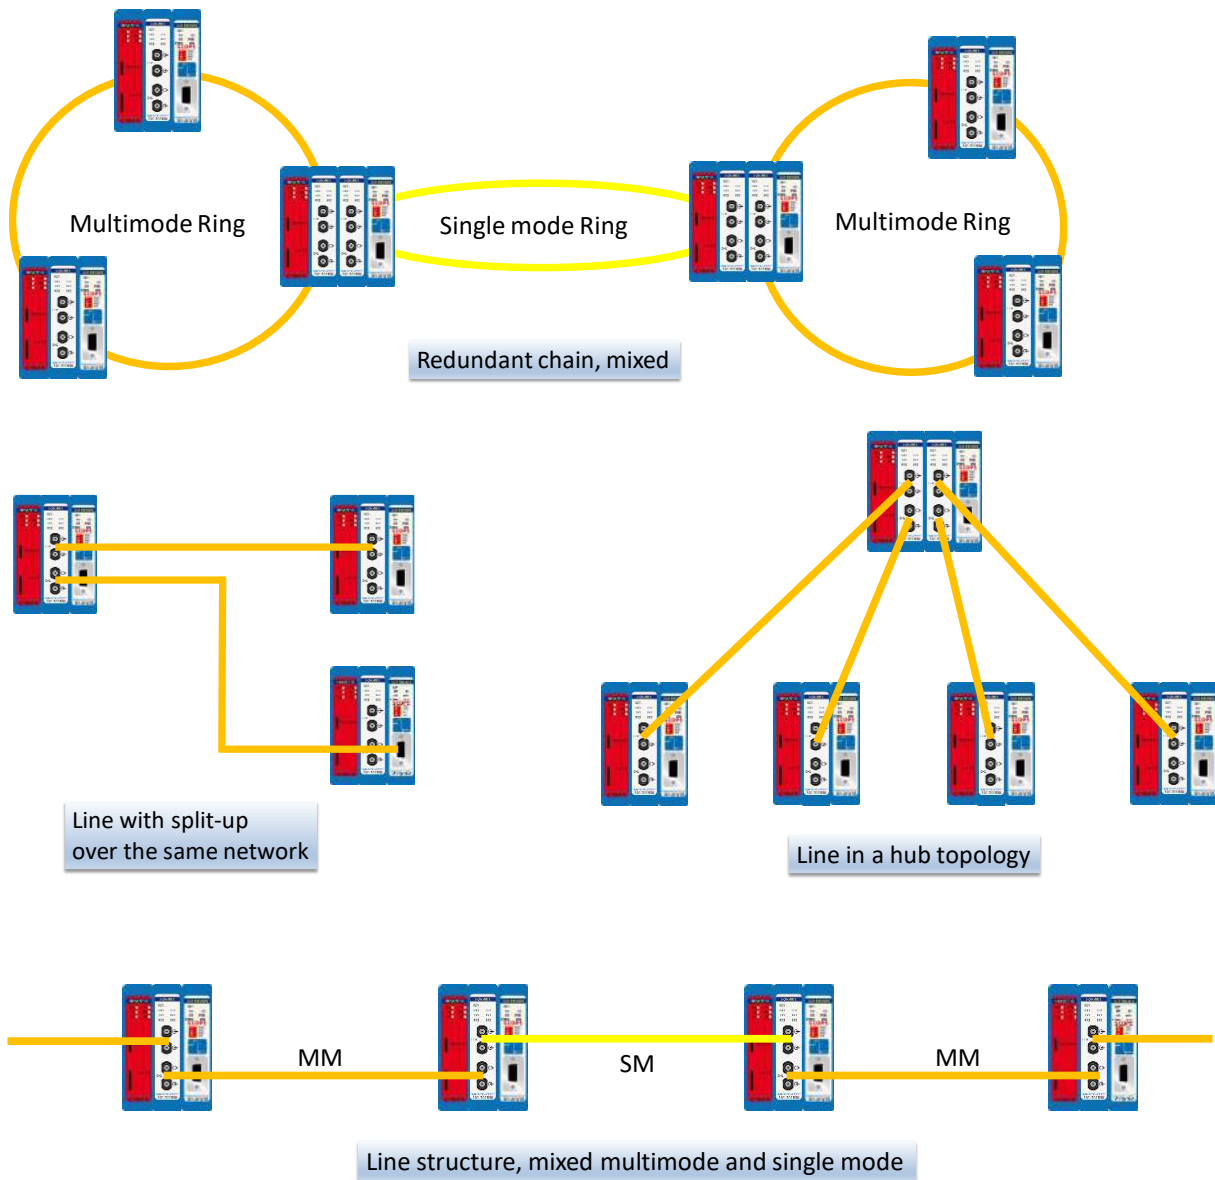 Multimode Ring
Single mode Ring
Multimode Ring
Redundant chain, mixed
Line with split-up
over the same network
Line in a hub topology
MM
SM
MM
Line structure, mixed multimode and single mode